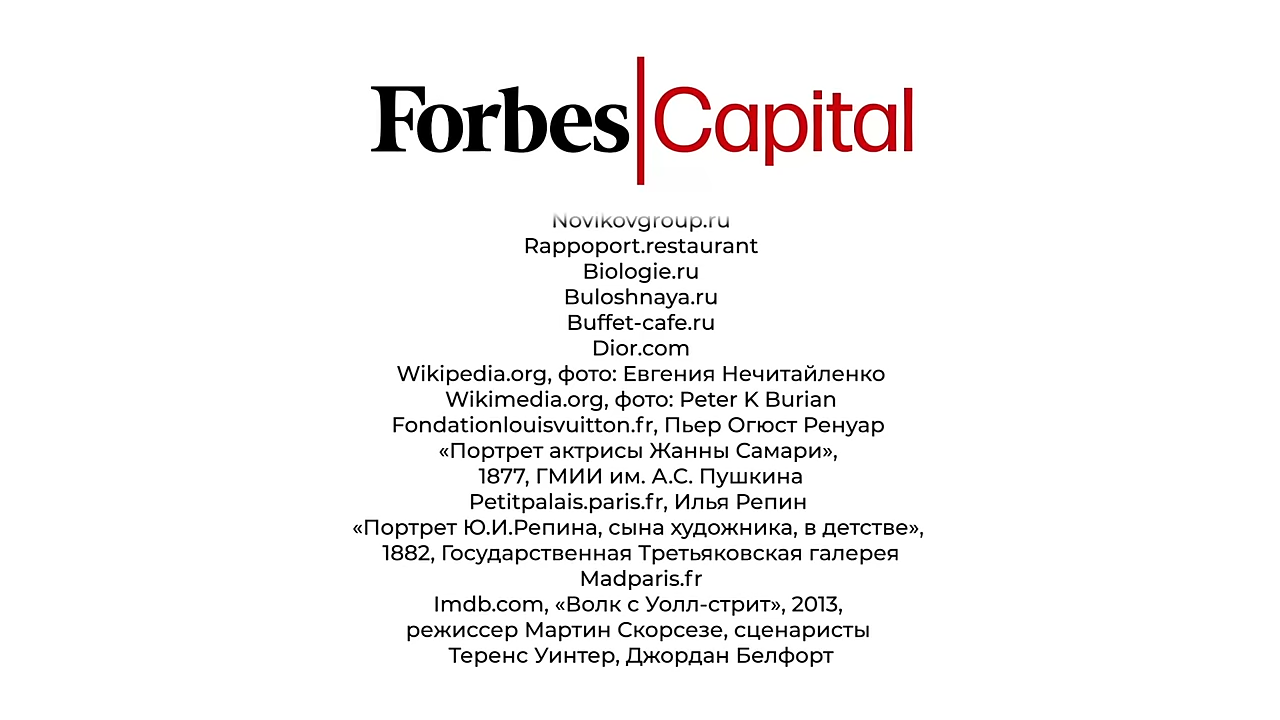 Forbes Capital
Novikovgroup.ru
Rappoport.restaurant
Biologie.ru
Buloshnaya.ru
Buffet-cafe.ru
Dior.com
Wikipedia.org, фото: Евгения Нечитайленко
Wikimedia.org, фото: Peter K Burian
Fondationlouisvuitton.fr, Пьер Огюст Ренуар
«Портрет актрисы Жанны Самари»,
1877, ГМИИ им. А.С. Пушкина
Petitpalais.paris.fr, Илья Репин
«Портрет Ю.И.Репина, сына художника, в детстве»,
1882, Государственная Третьяковская галерея
Madparis.fr
Imdb.com, «Волк с Уолл-стрит», 2013,
режиссер Мартин Скорсезе, сценаристы
Теренс Уинтер, Джордан Белфорт